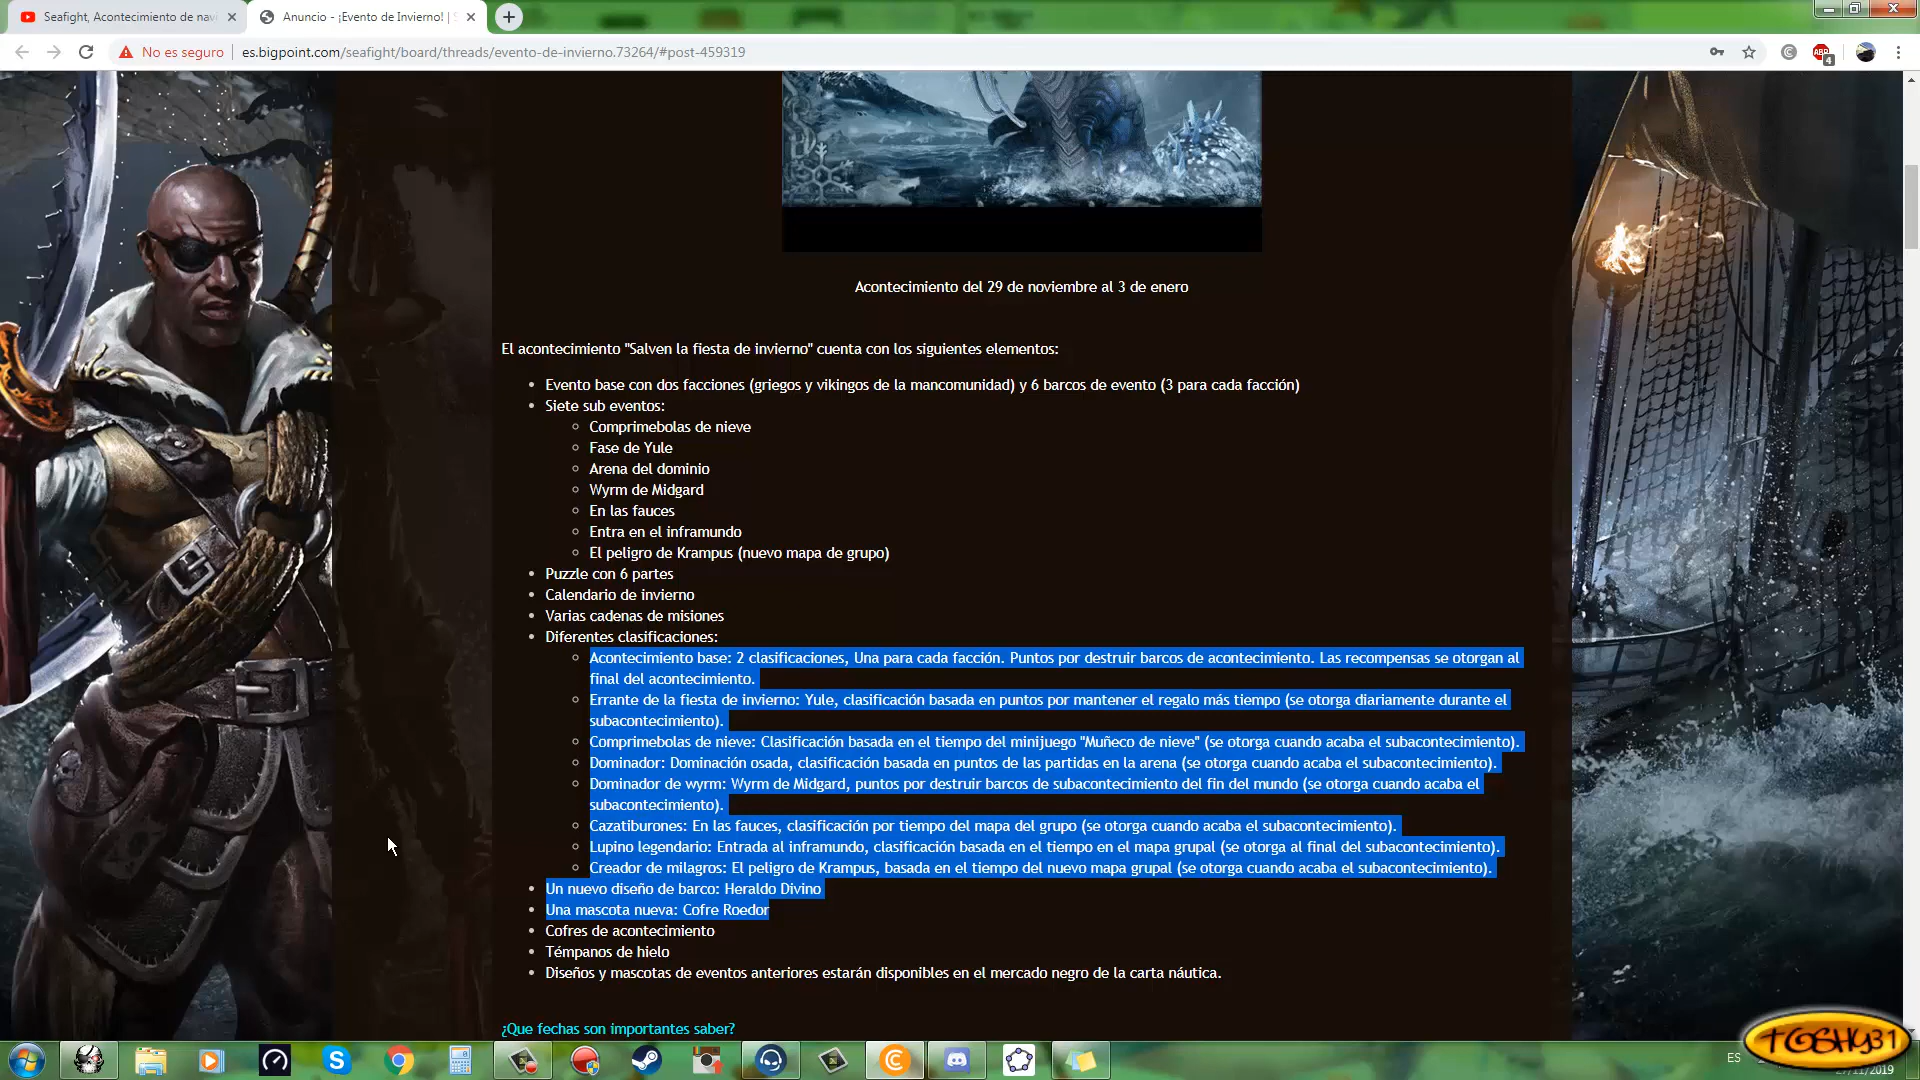 Seafight, Acontecimiento de navi
Anuncio - ¡Evento de Invierno! | S
No es seguro
es.bigpoint.com/seafight/board/threads/evento-de-invierno.73264/#post-459319
ABP
4
Acontecimiento del 29 de noviembre al 3 de enero
El acontecimiento "Salven la fiesta de invierno" cuenta con los siguientes elementos:
Evento base con dos facciones (griegos y vikingos de la mancomunidad) y 6 barcos de evento (3 para cada facción)
Siete sub eventos:
Comprimebolas de nieve
Fase de Yule
Arena del dominio
Wyrm de Midgard
En las fauces
Entra en el inframundo
El peligro de Krampus (nuevo mapa de grupo)
Puzzle con 6 partes
Calendario de invierno
Varias cadenas de misiones
Diferentes clasificaciones:
Acontecimiento base: 2 clasificaciones, Una para cada facción. Puntos por destruir barcos de acontecimiento. Las recompensas se otorgan al
final del acontecimiento.
Errante de la fiesta de invierno: Yule, clasificación basada en puntos por mantener el regalo más tiempo (se otorga diariamente durante el
subacontecimiento).
Comprimebolas de nieve: Clasificación basada en el tiempo del minijuego "Muñeco de nieve" (se otorga cuando acaba el subacontecimiento).
Dominador: Dominación osada, clasificación basada en puntos de las partidas en la arena (se otorga cuando acaba el subacontecimiento).
Dominador de wyrm: Wyrm de Midgard, puntos por destruir barcos de subacontecimiento del fin del mundo (se otorga cuando acaba el
subacontecimiento).
Cazatiburones: En las fauces, clasificación por tiempo del mapa del grupo (se otorga cuando acaba el subacontecimiento).
Lupino legendario: Entrada al inframundo, clasificación basada en el tiempo en el mapa grupal (se otorga al final del subacontecimiento).
Creador de milagros: El peligro de Krampus, basada en el tiempo del nuevo mapa grupal (se otorga cuando acaba el subacontecimiento).
Un nuevo diseño de barco: Heraldo Divino
Una mascota nueva: Cofre Roedor
Cofres de acontecimiento
Témpanos de hielo
Diseños y mascotas de eventos anteriores estarán disponibles en el mercado negro de la carta náutica.
¿Que fechas son importantes saber?
ES
TOSHY31
27/11/2019